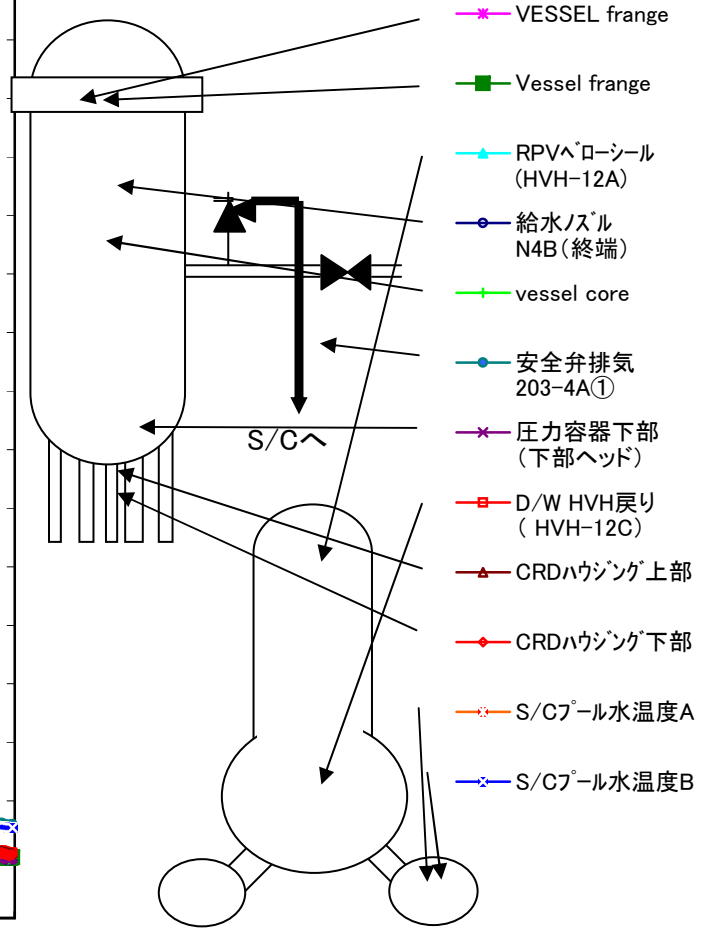 VESSEL frange
Vessel frange
RPVﾍﾞﾛｰｼｰﾙ
(HVH-12A)
給水ﾉｽﾞﾙ
N4B(終端)
vessel core
安全弁排気
203-4A①
圧力容器下部
(下部ヘッド)
D/W HVH戻り
( HVH-12C)
CRDﾊｳｼﾞﾝｸﾞ上部
CRDﾊｳｼﾞﾝｸﾞ下部
S/Cﾌﾟｰﾙ水温度A
S/Cﾌﾟｰﾙ水温度B
S/Cへ